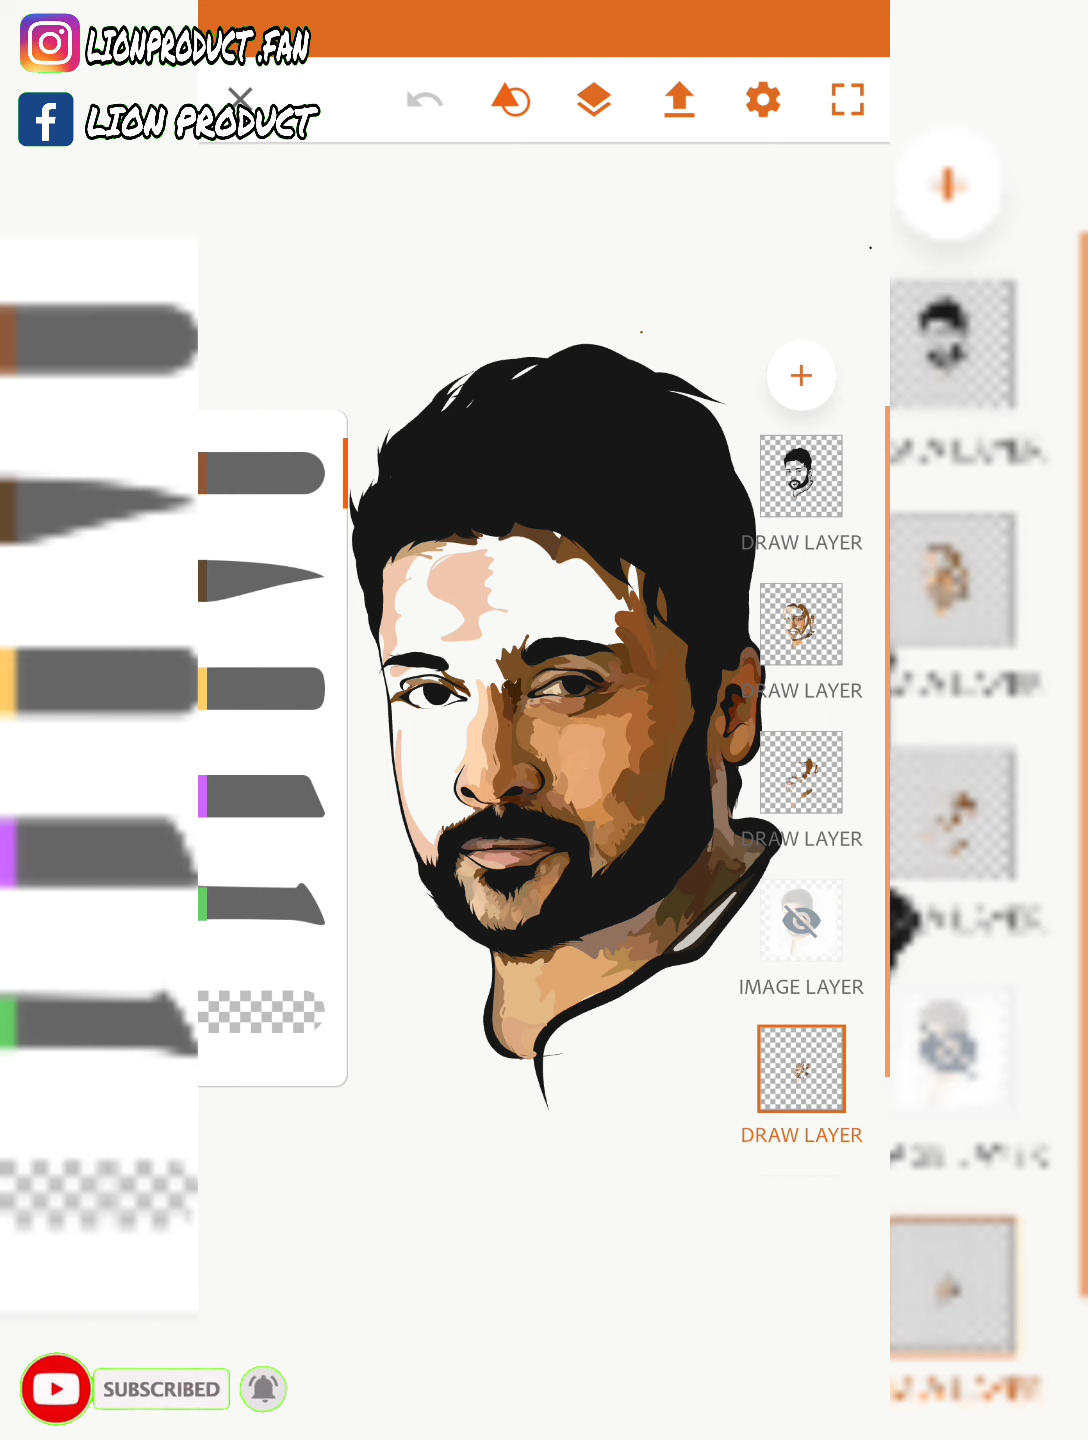 LIONPRODUCT .FAN
LION PRODUCT
DRAW LAYER
DRAW LAYER
DRAW LAYER
IMAGE LAYER
DRAW LAYER
SUBSCRIBED